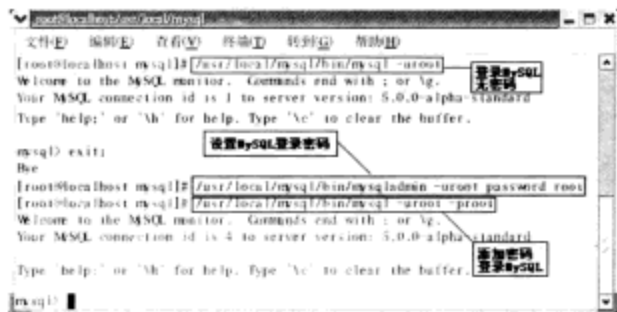 root@localhost:/usr/local/mysql
文件(F) 编辑(E) 查看(V) 终端(T) 转到(G) 帮助(H)
[root@localhost mysql]# /usr/local/mysql/bin/mysql -uroot
登录MySQL
无密码
Welcome to the MySQL monitor. Commands end with ; or \g.
Your MySQL connection id is 1 to server version: 5.0.0-alpha-standard
Type 'help;' or '\h' for help. Type '\c' to clear the buffer.
设置MySQL登录密码
mysql> exit;
Bye
[root@localhost mysql]# /usr/local/mysql/bin/mysqladmin -uroot password root
[root@localhost mysql]# /usr/local/mysql/bin/mysql -uroot -proot
Welcome to the MySQL monitor. Commands end with ; or \g.
Your MySQL connection id is 4 to server version: 5.0.0-alpha-standard
添加密码
登录MySQL
Type 'help;' or '\h' for help. Type '\c' to clear the buffer.
mysql>